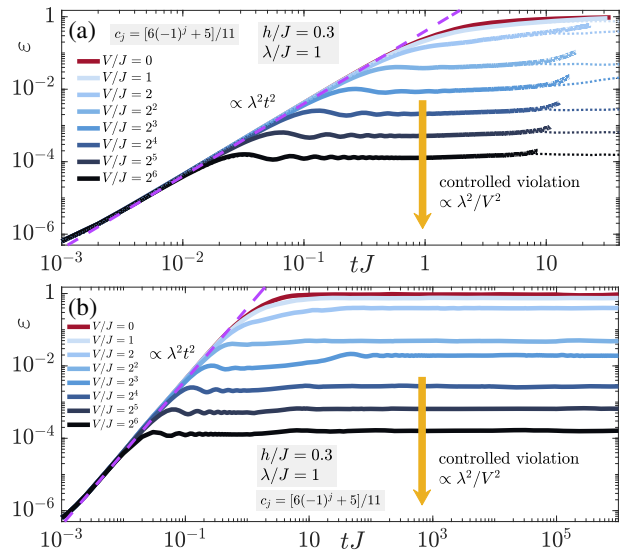 (a)
c_j = [6(−1)^j + 5]/11
h/J = 0.3
λ/J = 1
V/J = 0
V/J = 1
V/J = 2
V/J = 2^2
V/J = 2^3
V/J = 2^4
V/J = 2^5
V/J = 2^6
∝ λ^2t^2
controlled violation
∝ λ^2/V^2
ε
1
10^−2
10^−4
10^−6
10^−3 10^−2 10^−1 1 10
tJ
(b)
V/J = 0
V/J = 1
V/J = 2
V/J = 2^2
V/J = 2^3
V/J = 2^4
V/J = 2^5
V/J = 2^6
∝ λ^2t^2
h/J = 0.3
λ/J = 1
c_j = [6(−1)^j + 5]/11
controlled violation
∝ λ^2/V^2
ε
1
10^−2
10^−4
10^−6
10^−3 10^−1 10^1 10^3 10^5
tJ